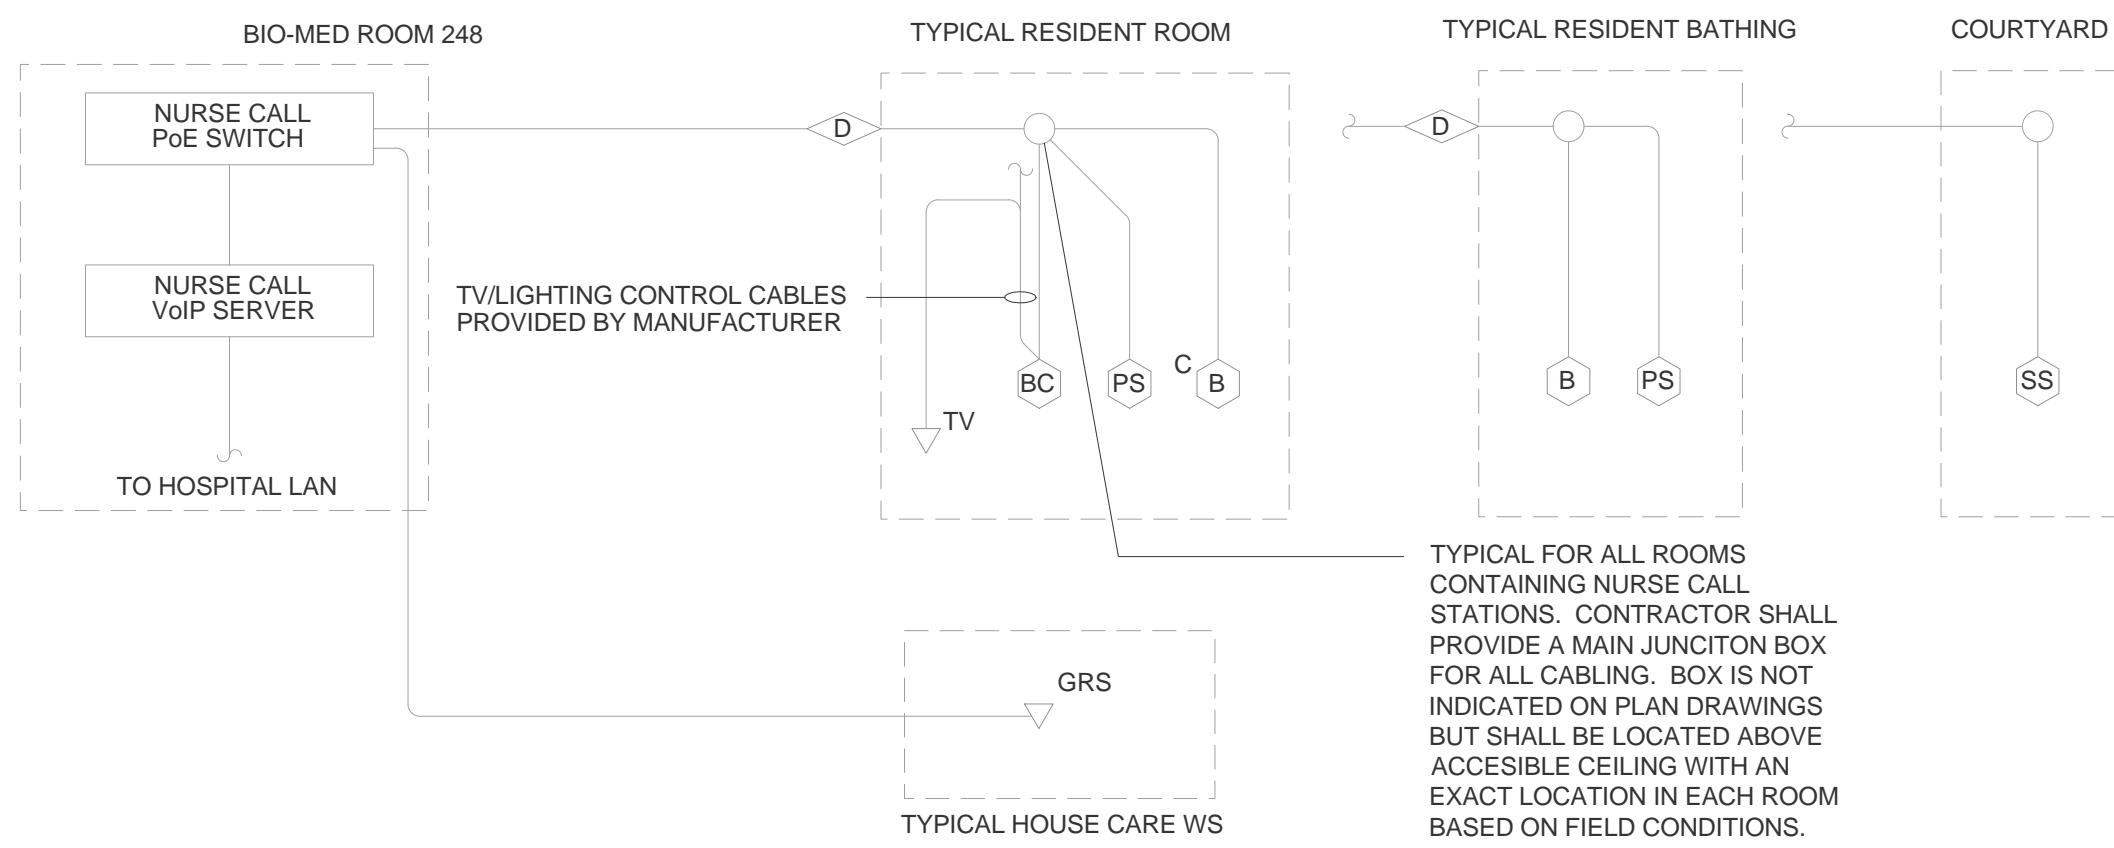 BIO-MED ROOM 248
NURSE CALL
PoE SWITCH
NURSE CALL
VoIP SERVER
TO HOSPITAL LAN
TYPICAL RESIDENT ROOM
D
TV/LIGHTING CONTROL CABLES
PROVIDED BY MANUFACTURER
TV
BC
PS
C
B
TYPICAL RESIDENT BATHING
D
B
PS
COURTYARD
SS
GRS
TYPICAL HOUSE CARE WS
TYPICAL FOR ALL ROOMS
CONTAINING NURSE CALL
STATIONS. CONTRACTOR SHALL
PROVIDE A MAIN JUNCITON BOX
FOR ALL CABLING. BOX IS NOT
INDICATED ON PLAN DRAWINGS
BUT SHALL BE LOCATED ABOVE
ACCESIBLE CEILING WITH AN
EXACT LOCATION IN EACH ROOM
BASED ON FIELD CONDITIONS.